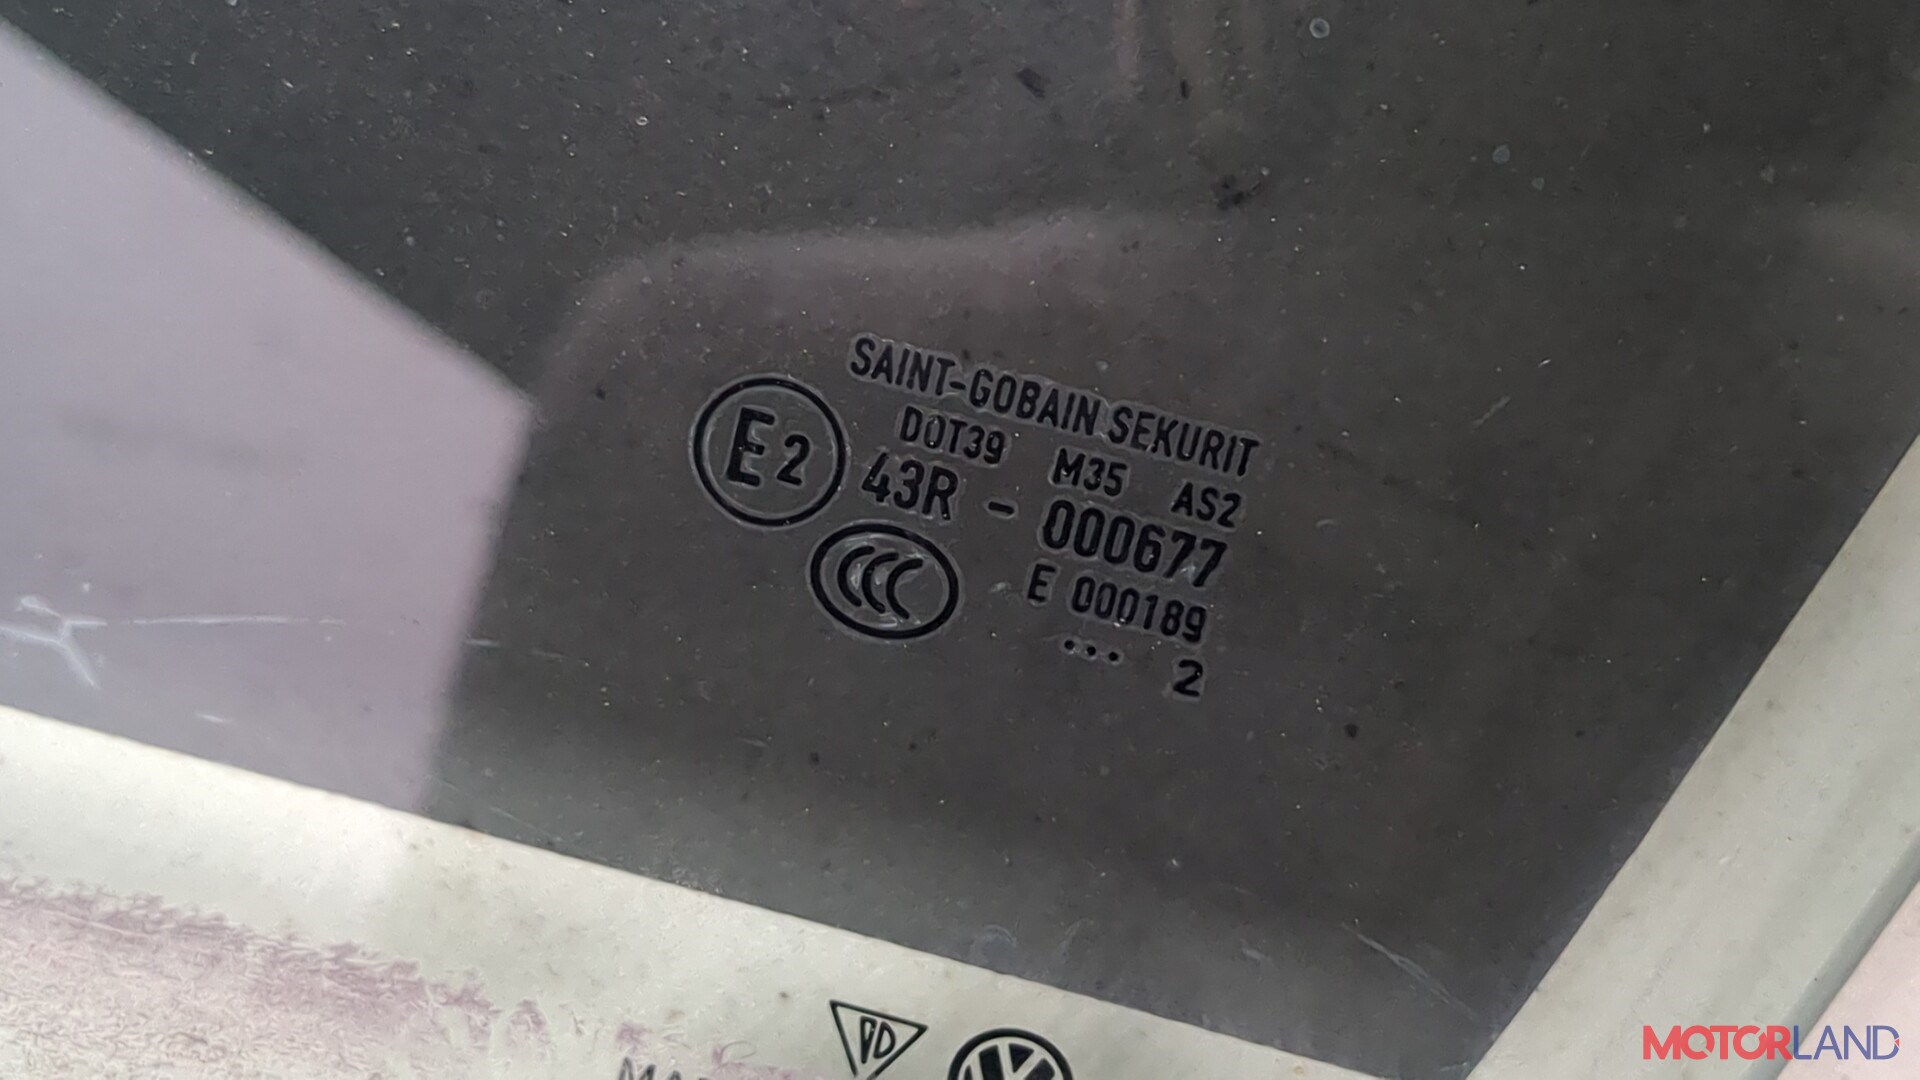 SAINT-GOBAIN SEKURIT
DOT39 M35 AS2
E2 43R - 000677
CCC E 000189
... 2
MOTORLAND